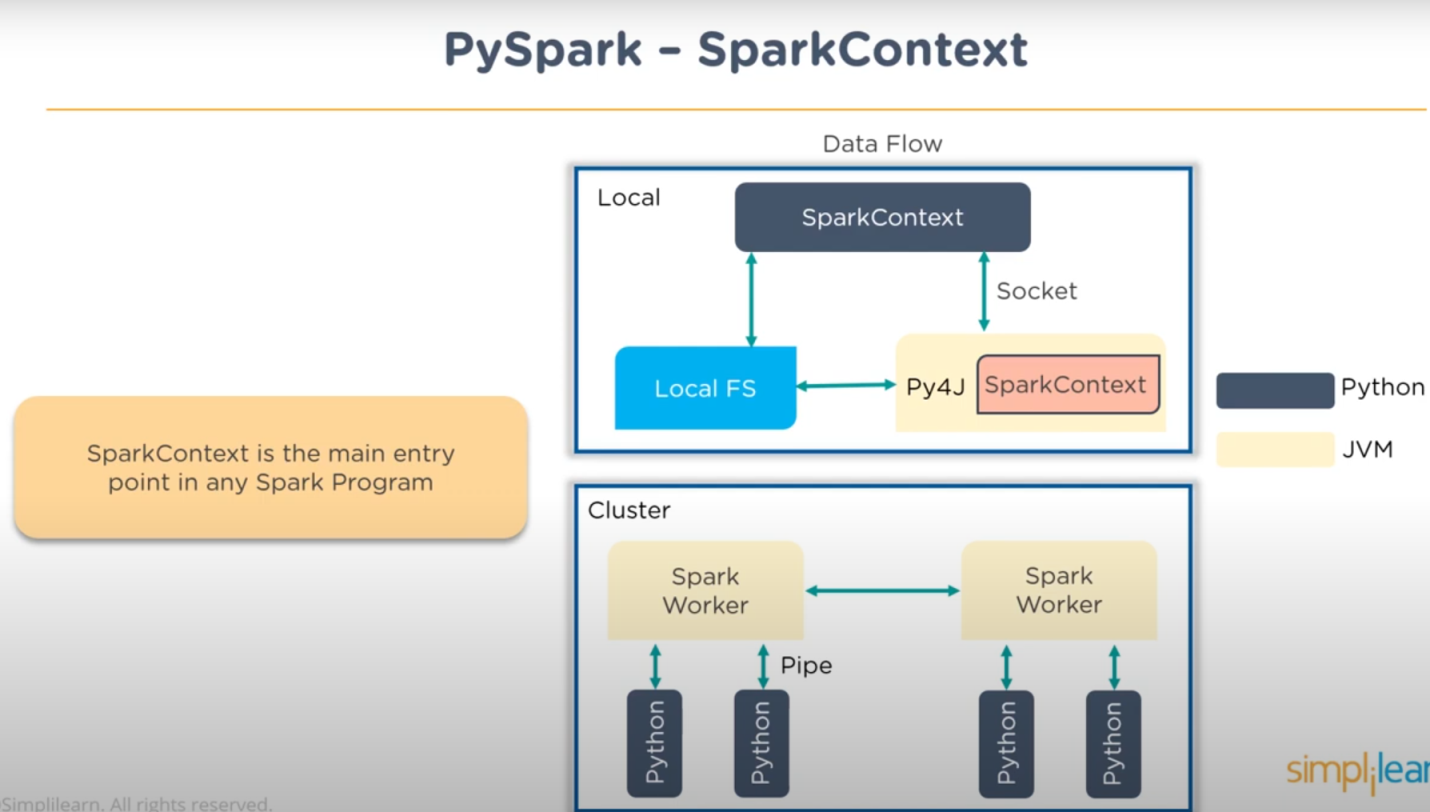 PySpark – SparkContext
Data Flow
Local
SparkContext
Socket
Local FS
Py4J
SparkContext
Python
JVM
SparkContext is the main entry
point in any Spark Program
Cluster
Spark
Worker
Spark
Worker
Pipe
Python
Python
Python
Python
simplilear
Simplilearn. All rights reserved.